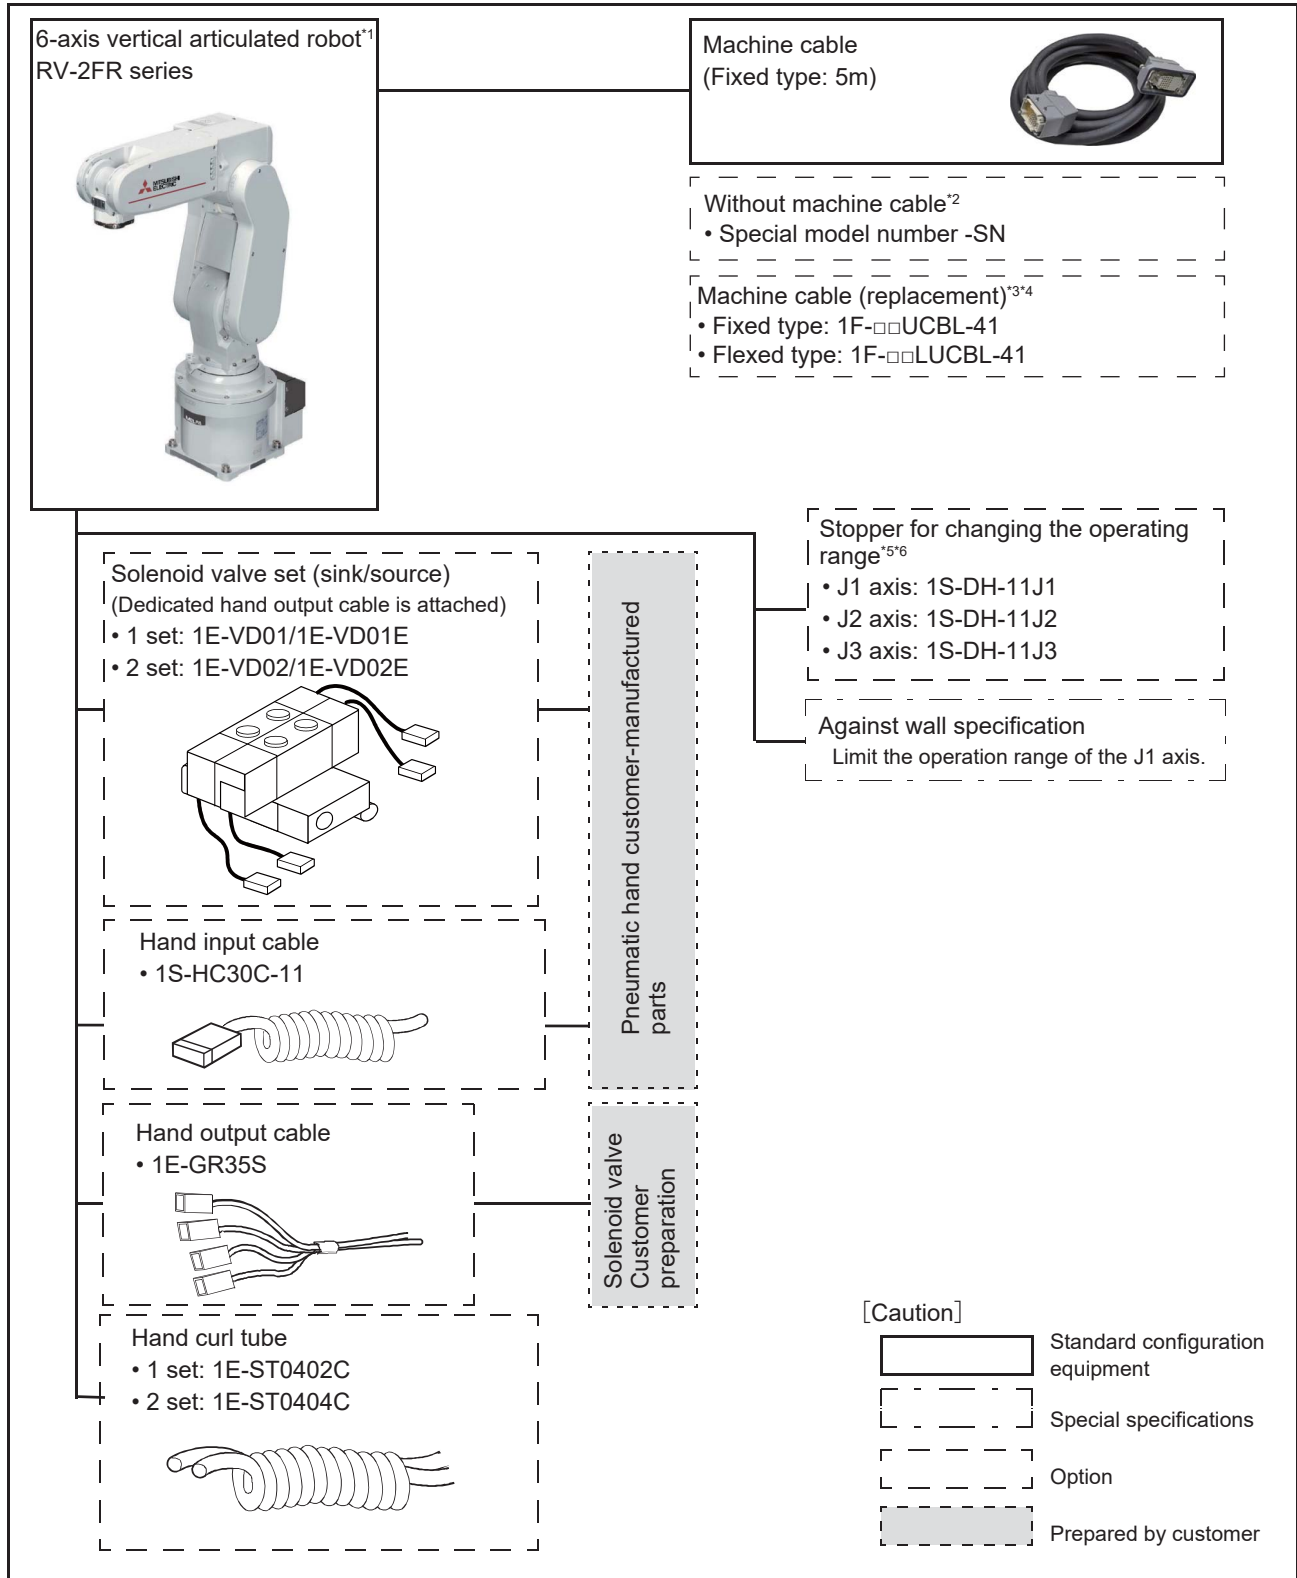 6-axis vertical articulated robot*1
RV-2FR series
MITSUBISHI
ELECTRIC
Machine cable
(Fixed type: 5m)
Without machine cable*2
• Special model number -SN
Machine cable (replacement)*3*4
• Fixed type: 1F-□□UCBL-41
• Flexed type: 1F-□□LUCBL-41
Stopper for changing the operating
range*5*6
• J1 axis: 1S-DH-11J1
• J2 axis: 1S-DH-11J2
• J3 axis: 1S-DH-11J3
Against wall specification
Limit the operation range of the J1 axis.
Solenoid valve set (sink/source)
(Dedicated hand output cable is attached)
• 1 set: 1E-VD01/1E-VD01E
• 2 set: 1E-VD02/1E-VD02E
Pneumatic hand customer-manufactured
parts
Hand input cable
• 1S-HC30C-11
Hand output cable
• 1E-GR35S
Solenoid valve
Customer
preparation
Hand curl tube
• 1 set: 1E-ST0402C
• 2 set: 1E-ST0404C
[Caution]
Standard configuration
equipment
Special specifications
Option
Prepared by customer